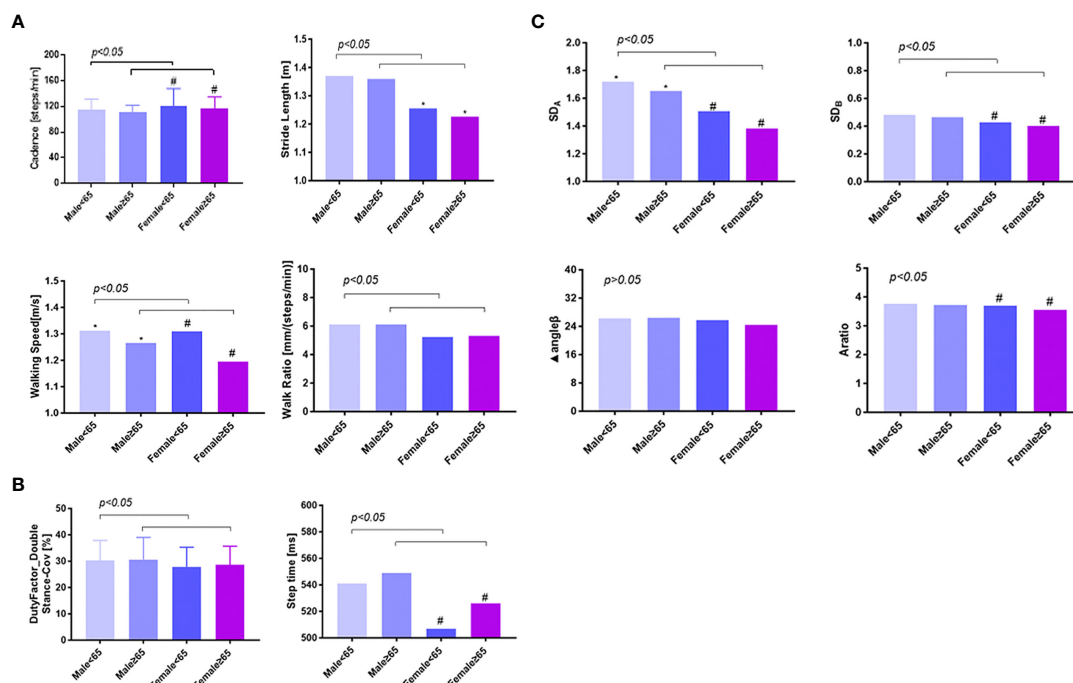 A
p<0.05
Cadence [steps/min]
200
160
120
80
40
0
#
#
Male<65
Male≥65
Female<65
Female≥65
p<0.05
Stride Length [m]
1.4
1.3
1.2
1.1
1.0
*
*
Male<65
Male≥65
Female<65
Female≥65
p<0.05
Walking Speed[m/s]
1.5
1.4
1.3
1.2
1.1
1.0
*
*
#
#
Male<65
Male≥65
Female<65
Female≥65
p<0.05
Walk Ratio [mm/(steps/min)]
10
8
6
4
2
0
Male<65
Male≥65
Female<65
Female≥65
B
p<0.05
DutyFactor_Double
Stance-Cov [%]
50
40
30
20
10
0
Male<65
Male≥65
Female<65
Female≥65
p<0.05
Step time [ms]
600
580
560
540
520
500
#
#
Male<65
Male≥65
Female<65
Female≥65
C
p<0.05
SDA
2.0
1.8
1.6
1.4
1.2
1.0
*
*
#
#
Male<65
Male≥65
Female<65
Female≥65
p<0.05
SDB
1.0
0.8
0.6
0.4
0.2
0.0
#
#
Male<65
Male≥65
Female<65
Female≥65
p>0.05
▲angleβ
40
32
24
16
8
0
Male<65
Male≥65
Female<65
Female≥65
p<0.05
Aratio
5
4
3
2
1
0
#
#
Male<65
Male≥65
Female<65
Female≥65